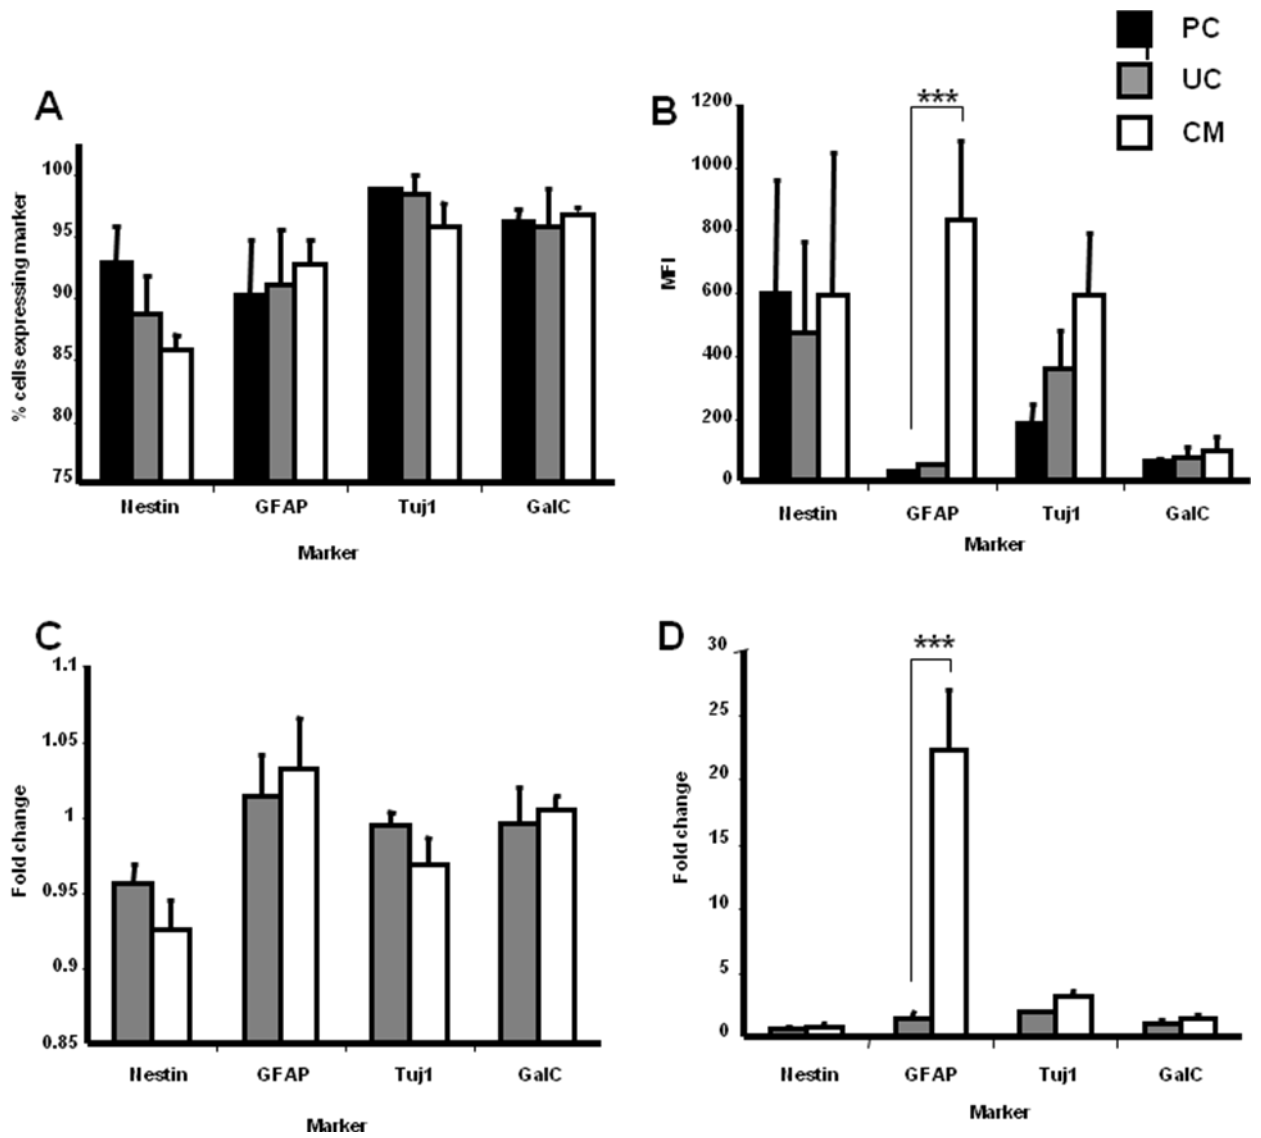 PC
UC
CM
A
% cells expressing marker
100
95
90
85
80
75
Nestin GFAP Tuj1 GalC
Marker
B
***
MFI
1200
1000
800
600
400
200
0
Nestin GFAP Tuj1 GalC
Marker
C
Fold change
1.1
1.05
1
0.95
0.9
0.85
Nestin GFAP Tuj1 GalC
Marker
D
***
Fold change
30
25
20
15
10
5
0
Nestin GFAP Tuj1 GalC
Marker